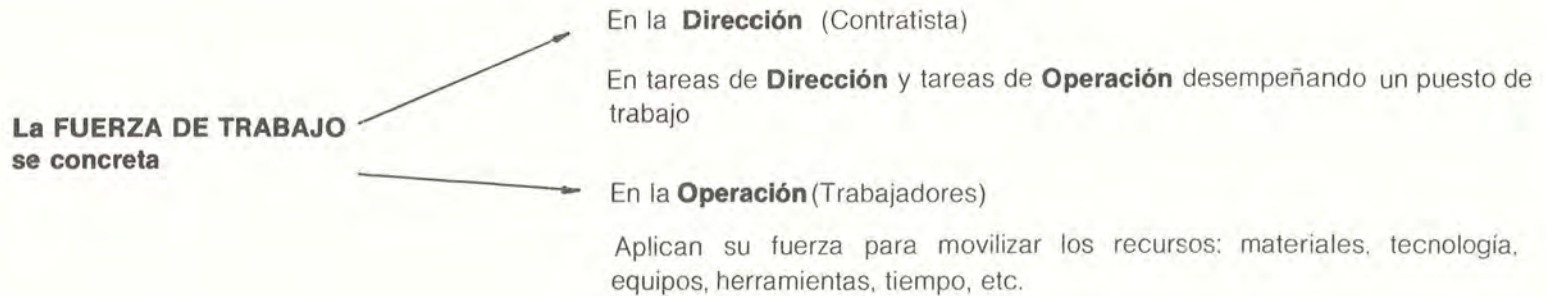 En la Dirección (Contratista)
En tareas de Dirección y tareas de Operación desempeñando un puesto de
trabajo
La FUERZA DE TRABAJO
se concreta
En la Operación (Trabajadores)
Aplican su fuerza para movilizar los recursos: materiales, tecnología,
equipos, herramientas, tiempo, etc.